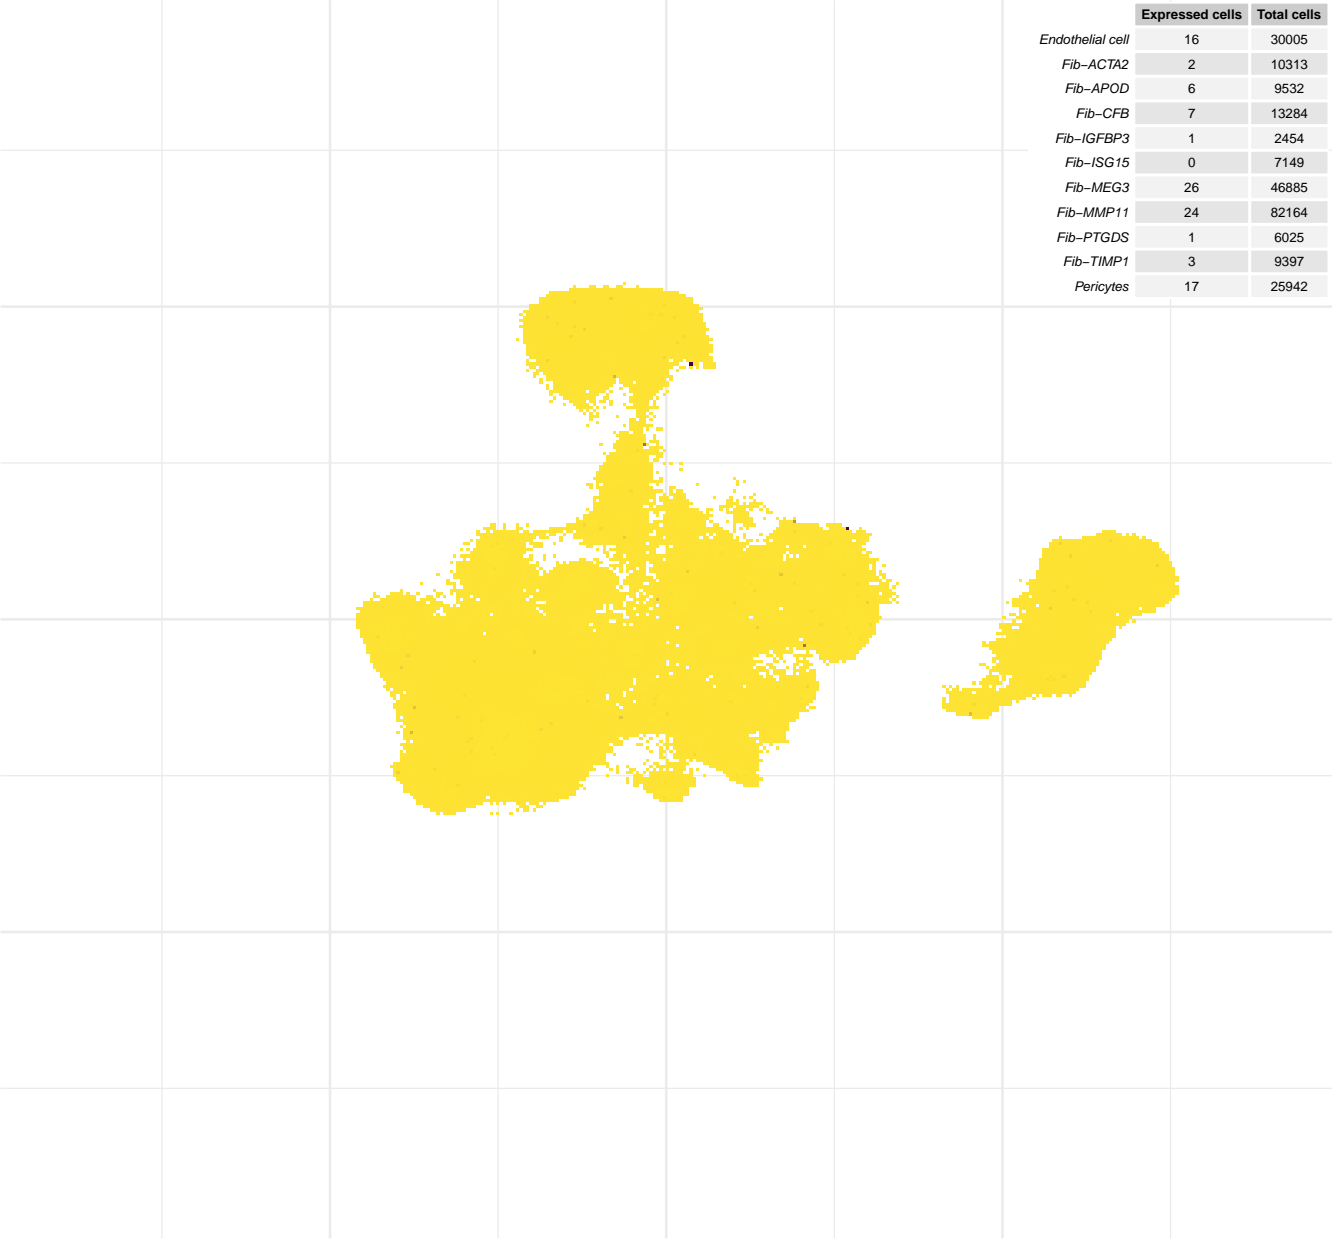 Expressed cells Total cells
Endothelial cell 16 30005
Fib−ACTA2 2 10313
Fib−APOD 6 9532
Fib−CFB 7 13284
Fib−IGFBP3 1 2454
Fib−ISG15 0 7149
Fib−MEG3 26 46885
Fib−MMP11 24 82164
Fib−PTGDS 1 6025
Fib−TIMP1 3 9397
Pericytes 17 25942